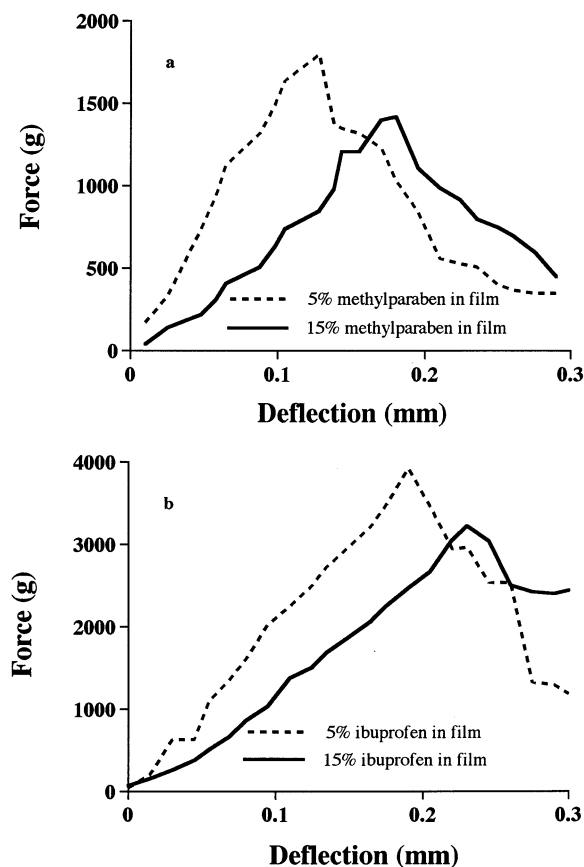 a
Force (g)
2000
1500
1000
500
0
5% methylparaben in film
15% methylparaben in film
0 0.1 0.2 0.3
Deflection (mm)
b
Force (g)
4000
3000
2000
1000
0
5% ibuprofen in film
15% ibuprofen in film
0 0.1 0.2 0.3
Deflection (mm)